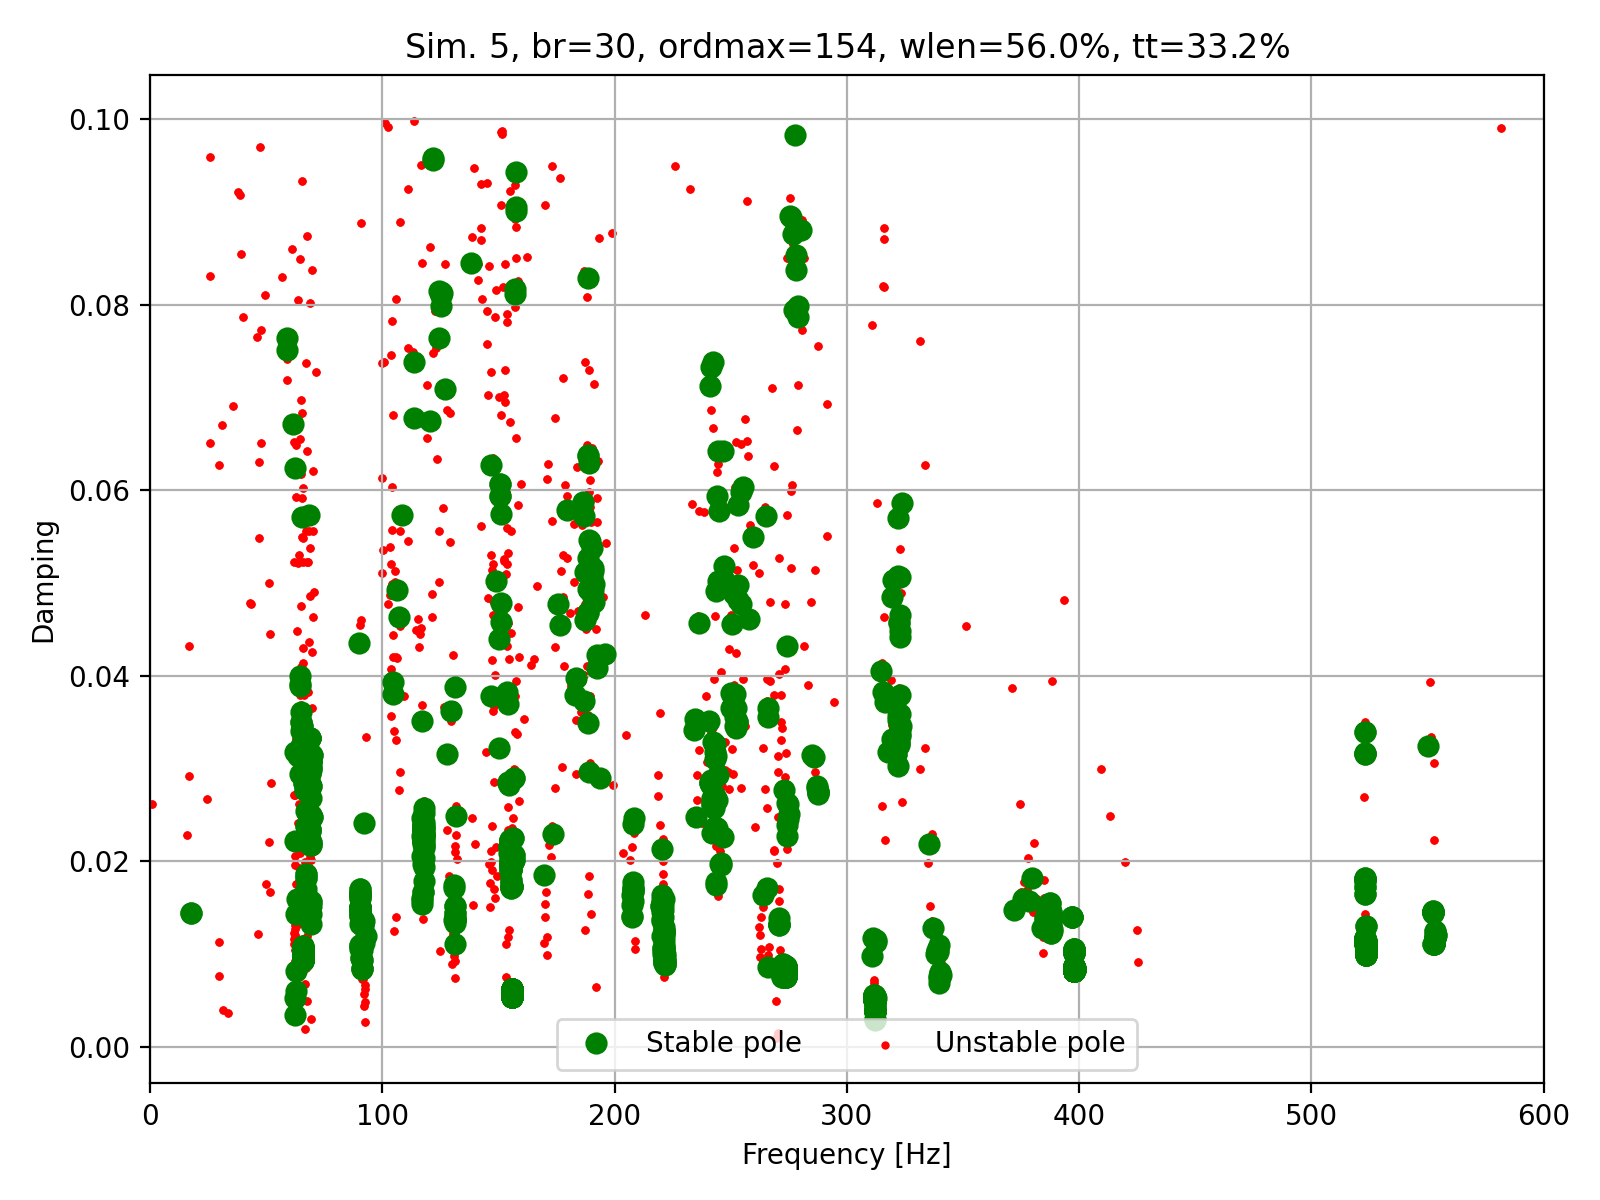 Sim. 5, br=30, ordmax=154, wlen=56.0%, tt=33.2%
0.10
0.08
0.06
0.04
0.02
0.00
Damping
Stable pole
Unstable pole
0
100
200
300
400
500
600
Frequency [Hz]